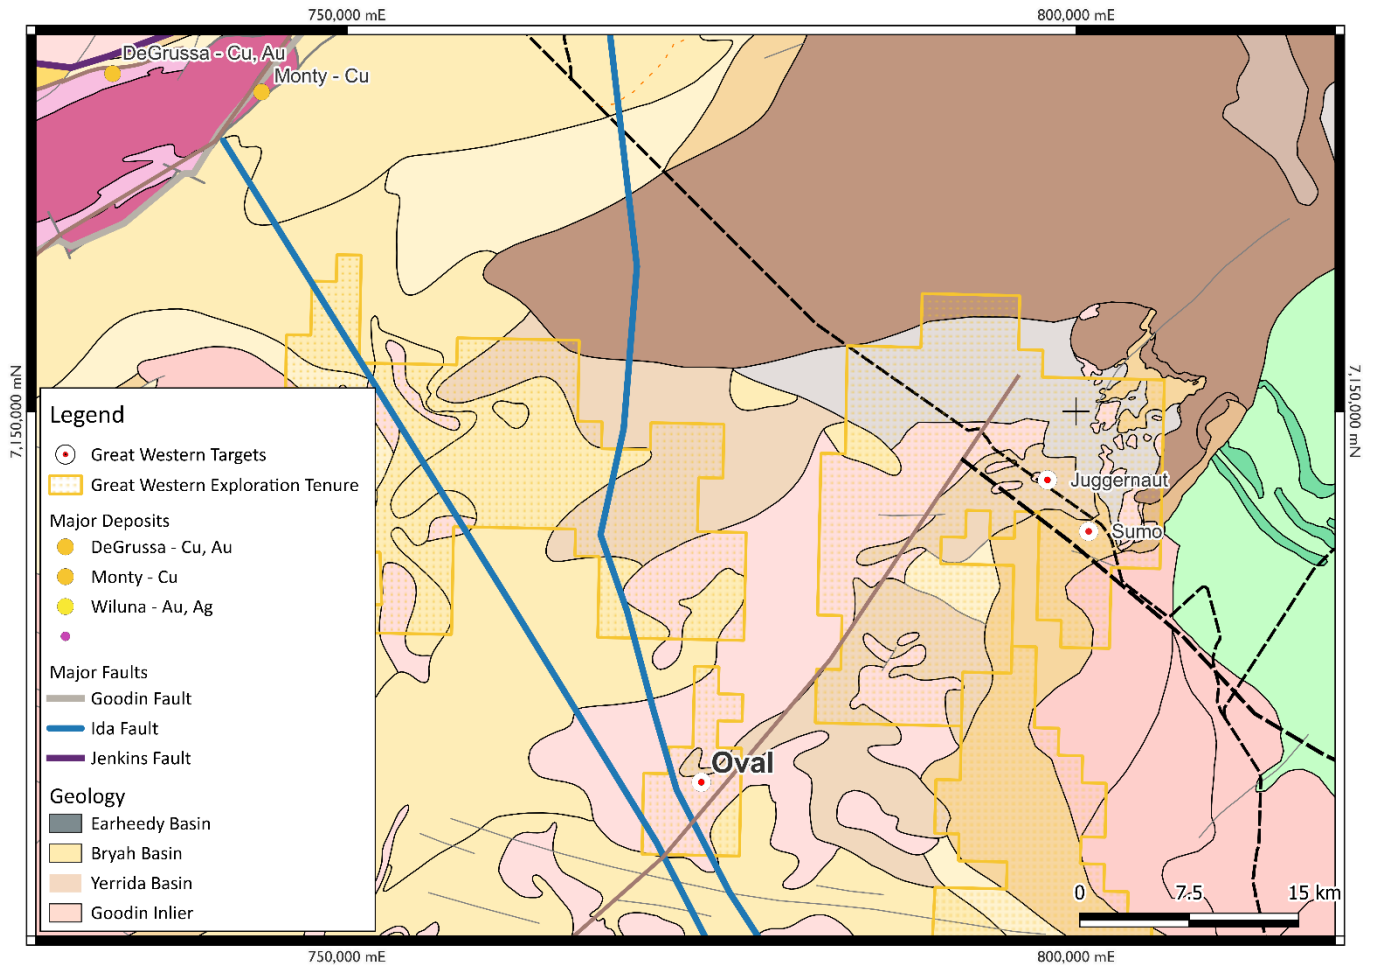 750,000 mE
800,000 mE
DeGrussa - Cu, Au
Monty - Cu
7,150,000 mN
7,150,000 mN
Legend
Great Western Targets
Great Western Exploration Tenure
Major Deposits
DeGrussa - Cu, Au
Monty - Cu
Wiluna - Au, Ag
Major Faults
Goodin Fault
Ida Fault
Jenkins Fault
Geology
Earheedy Basin
Bryah Basin
Yerrida Basin
Goodin Inlier
Juggernaut
Sumo
Oval
0 7.5 15 km
750,000 mE
800,000 mE